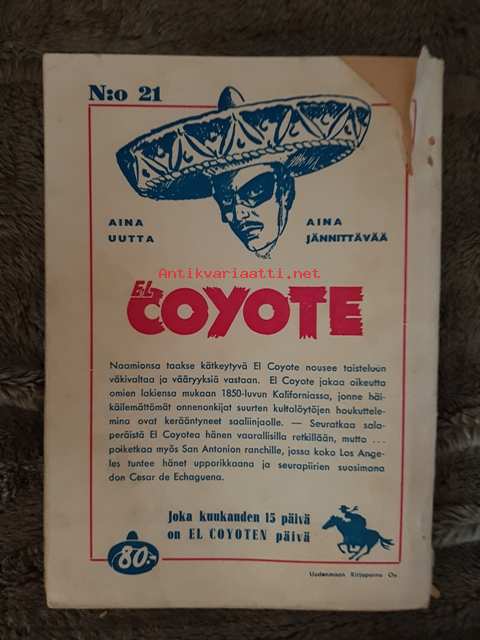 N:o 21
AINA
UUTTA
AINA
JÄNNITTÄVÄÄ
Antikvariaatti.net
EL
COYOTE
Naamionsa taakse kätkeytyvä El Coyote nousee taisteluun
väkivaltaa ja vääryyksiä vastaan. El Coyote jakaa oikeutta
omien lakiensa mukaan 1850-luvun Kaliforniassa, jonne häi-
käilemättömät onnenonkijat suurten kultolöytöjen houkuttele-
mina ovat kerääntyneet saaliinjaolle. — Seuratkaa sala-
peräistä El Coyotea hänen vaarallisilla retkillään, mutta ...
poiketkaa myös San Antonion ranchille, jossa koko Los Ange-
les tuntee hänet upporikkaana ja seurapiirien suosimana
don Cesar de Echaguena.
Joka kuukauden 15 päivä
on EL COYOTEN päivä
80:-
Uudenmaan Kirjapaino Oy